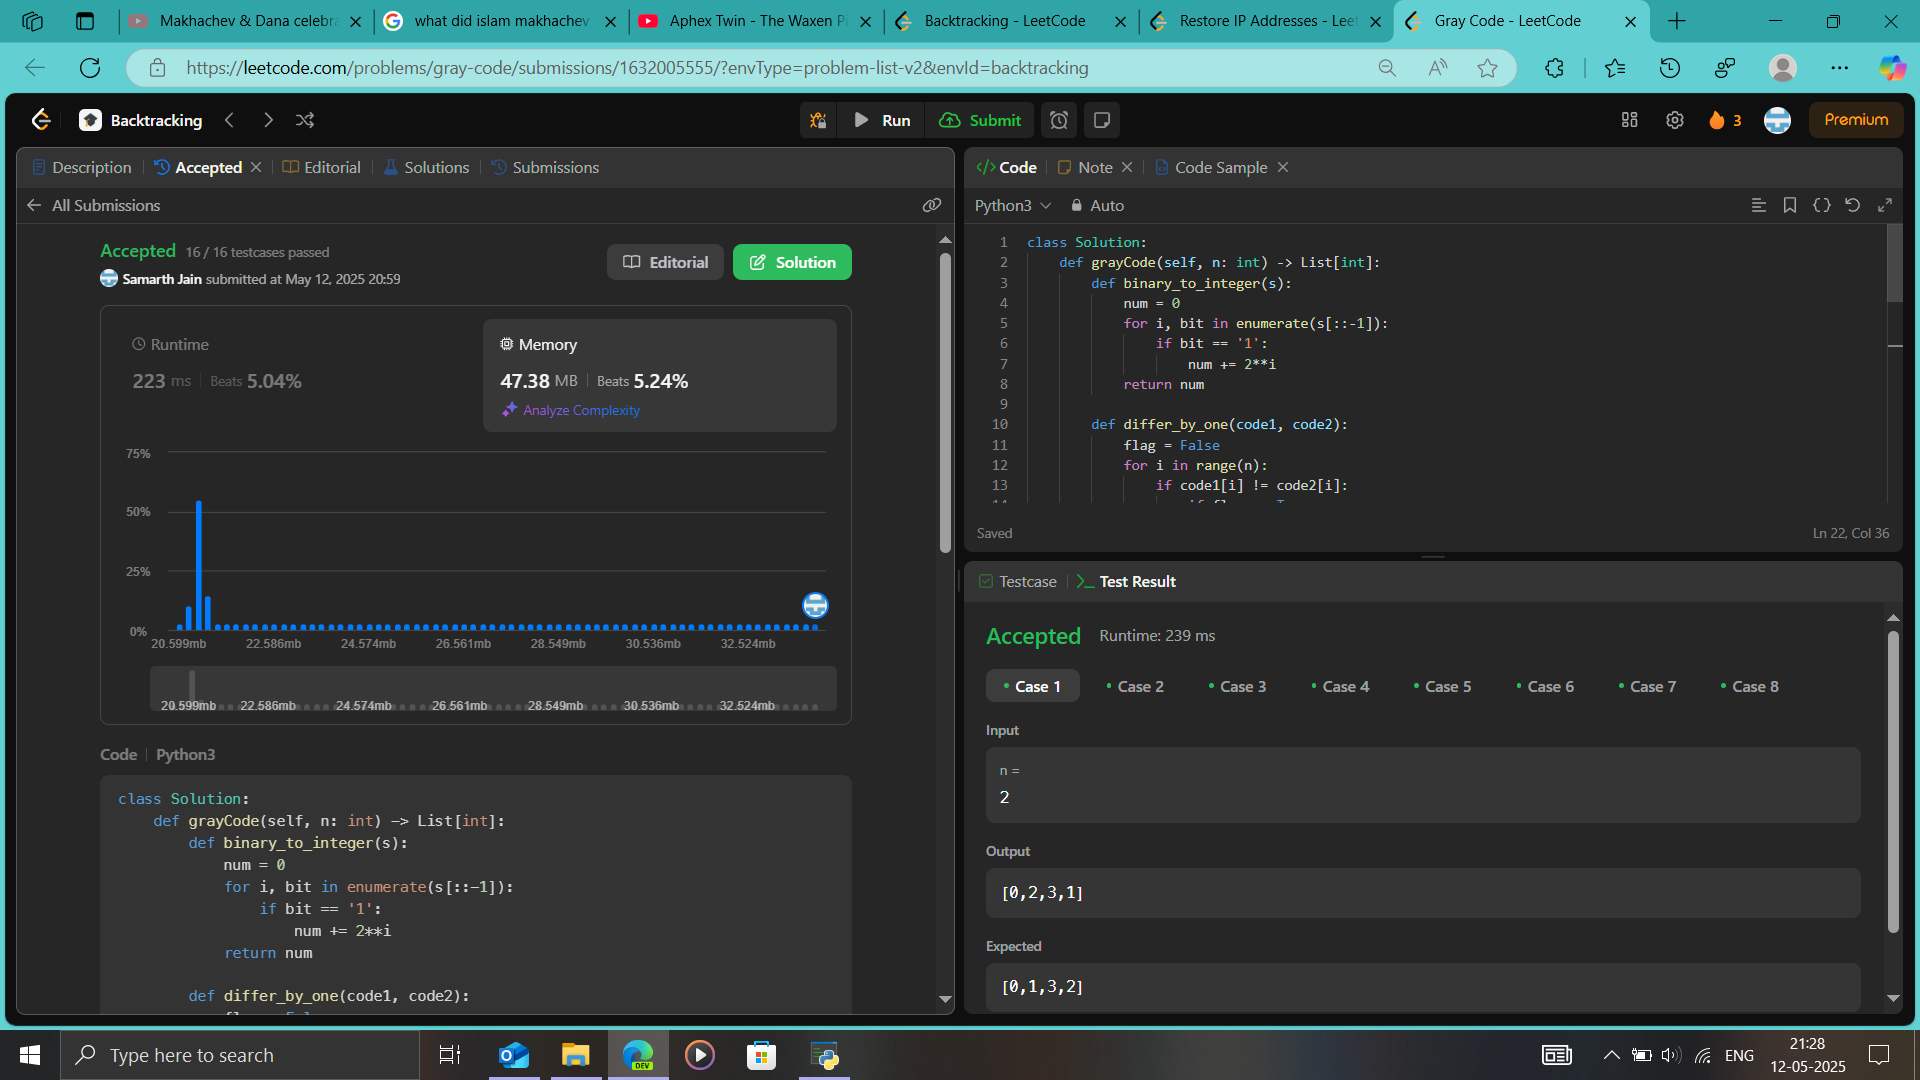 Makhachev & Dana celebra
what did islam makhachev
Aphex Twin - The Waxen Pi
Backtracking - LeetCode
Restore IP Addresses - Leet
Gray Code - LeetCode
https://leetcode.com/problems/gray-code/submissions/1632005555/?envType=problem-list-v2&envId=backtracking
Backtracking
Run
Submit
3
Premium
Description
Accepted
Editorial
Solutions
Submissions
All Submissions
Accepted 16 / 16 testcases passed
Samarth Jain submitted at May 12, 2025 20:59
Editorial
Solution
Runtime
223 ms Beats 5.04%
Memory
47.38 MB Beats 5.24%
Analyze Complexity
75%
50%
25%
0%
20.599mb 22.586mb 24.574mb 26.561mb 28.549mb 30.536mb 32.524mb
20.599mb 22.586mb 24.574mb 26.561mb 28.549mb 30.536mb 32.524mb
Code Python3
class Solution:
def grayCode(self, n: int) -> List[int]:
def binary_to_integer(s):
num = 0
for i, bit in enumerate(s[::-1]):
if bit == '1':
num += 2**i
return num
def differ_by_one(code1, code2):
Code
Note
Code Sample
Python3
Auto
1 class Solution:
2 def grayCode(self, n: int) -> List[int]:
3 def binary_to_integer(s):
4 num = 0
5 for i, bit in enumerate(s[::-1]):
6 if bit == '1':
7 num += 2**i
8 return num
9
10 def differ_by_one(code1, code2):
11 flag = False
12 for i in range(n):
13 if code1[i] != code2[i]:
Saved
Ln 22, Col 36
Testcase
Test Result
Accepted Runtime: 239 ms
Case 1 Case 2 Case 3 Case 4 Case 5 Case 6 Case 7 Case 8
Input
n =
2
Output
[0,2,3,1]
Expected
[0,1,3,2]
Type here to search
DEV
ENG
21:28
12-05-2025